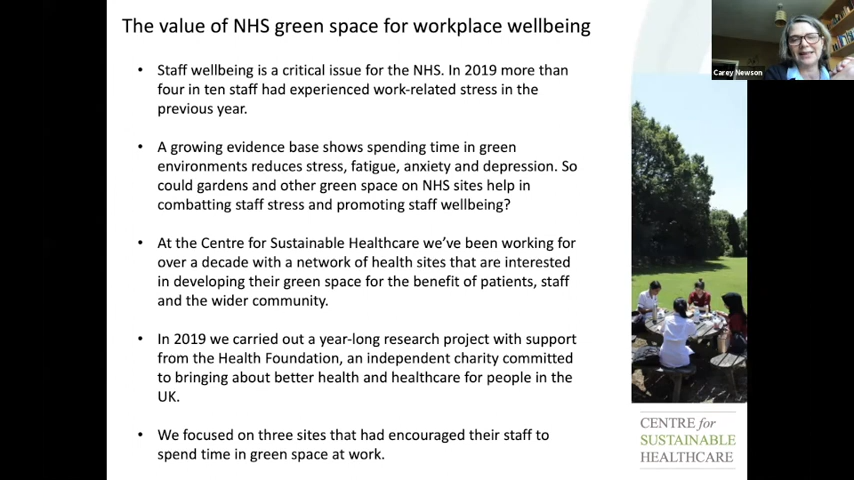 The value of NHS green space for workplace wellbeing
Carey Newson
• Staff wellbeing is a critical issue for the NHS. In 2019 more than
four in ten staff had experienced work-related stress in the
previous year.
• A growing evidence base shows spending time in green
environments reduces stress, fatigue, anxiety and depression. So
could gardens and other green space on NHS sites help in
combatting staff stress and promoting staff wellbeing?
• At the Centre for Sustainable Healthcare we’ve been working for
over a decade with a network of health sites that are interested
in developing their green space for the benefit of patients, staff
and the wider community.
• In 2019 we carried out a year-long research project with support
from the Health Foundation, an independent charity committed
to bringing about better health and healthcare for people in the
UK.
• We focused on three sites that had encouraged their staff to
spend time in green space at work.
CENTRE for
SUSTAINABLE
HEALTHCARE